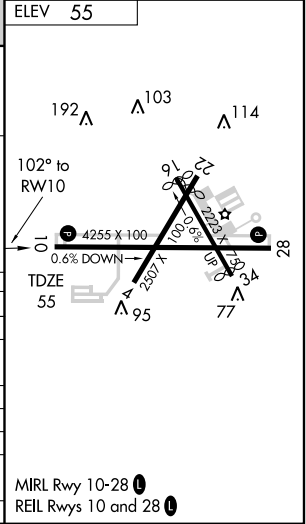 ELEV 55
192
103
114
102° to
RW10
16
22
P
4255 X 100
0.6% DOWN
10
28
TDZE
55
2507 X 100
0.6% UP
2223 X 750
4
34
95
77
P
MIRL Rwy 10-28 L
REIL Rwys 10 and 28 L